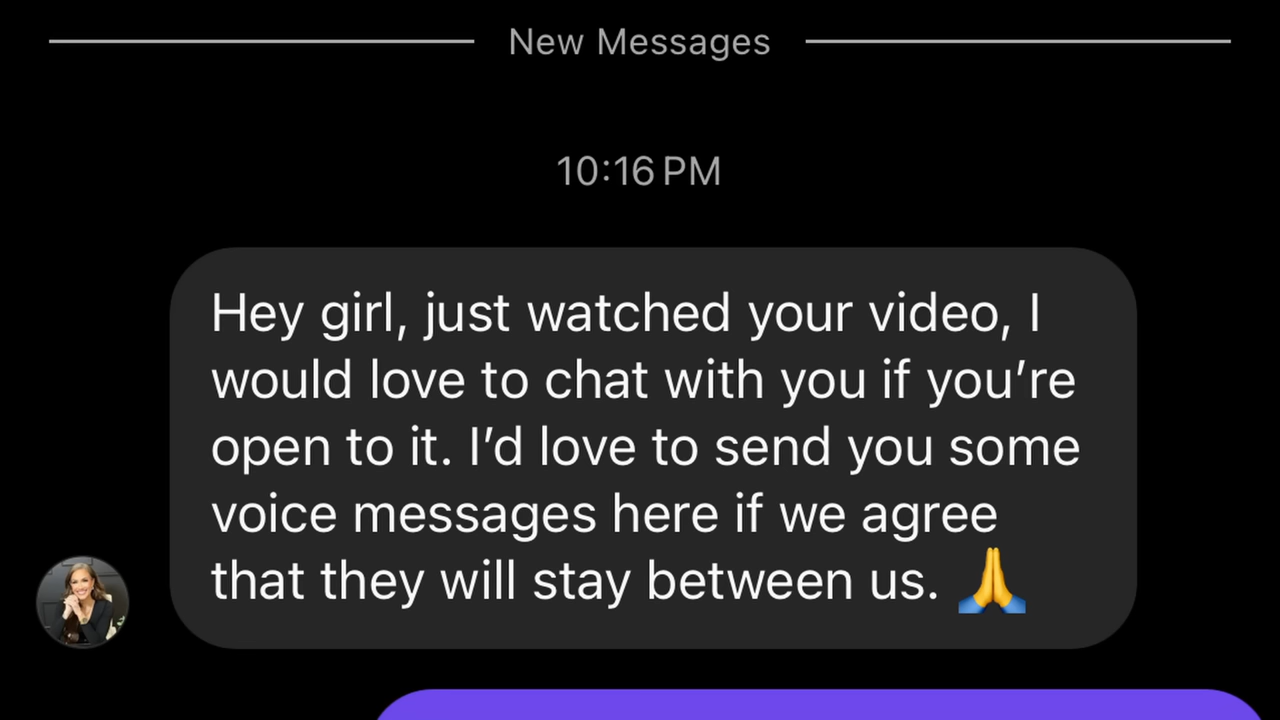 New Messages
10:16 PM
Hey girl, just watched your video, I
would love to chat with you if you’re
open to it. I’d love to send you some
voice messages here if we agree
that they will stay between us. 🙏